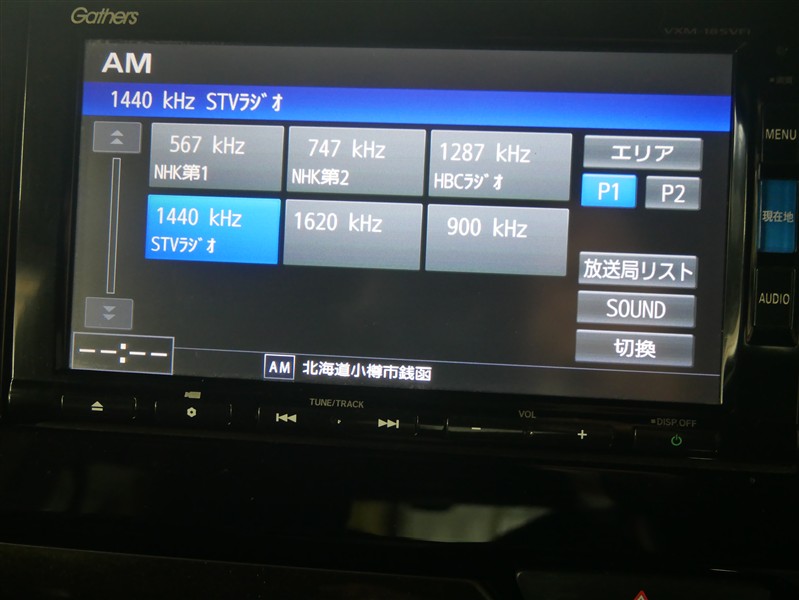 Gathers
VXM-185VFi
AM
1440 kHz STVラジオ
567 kHz
NHK第1
747 kHz
NHK第2
1287 kHz
HBCラジオ
エリア
P1 P2
1440 kHz
STVラジオ
1620 kHz
900 kHz
放送局リスト
SOUND
切換
--:--
AM 北海道小樽市銭函
MENU
現在地
AUDIO
TUNE/TRACK
VOL
DISP.OFF